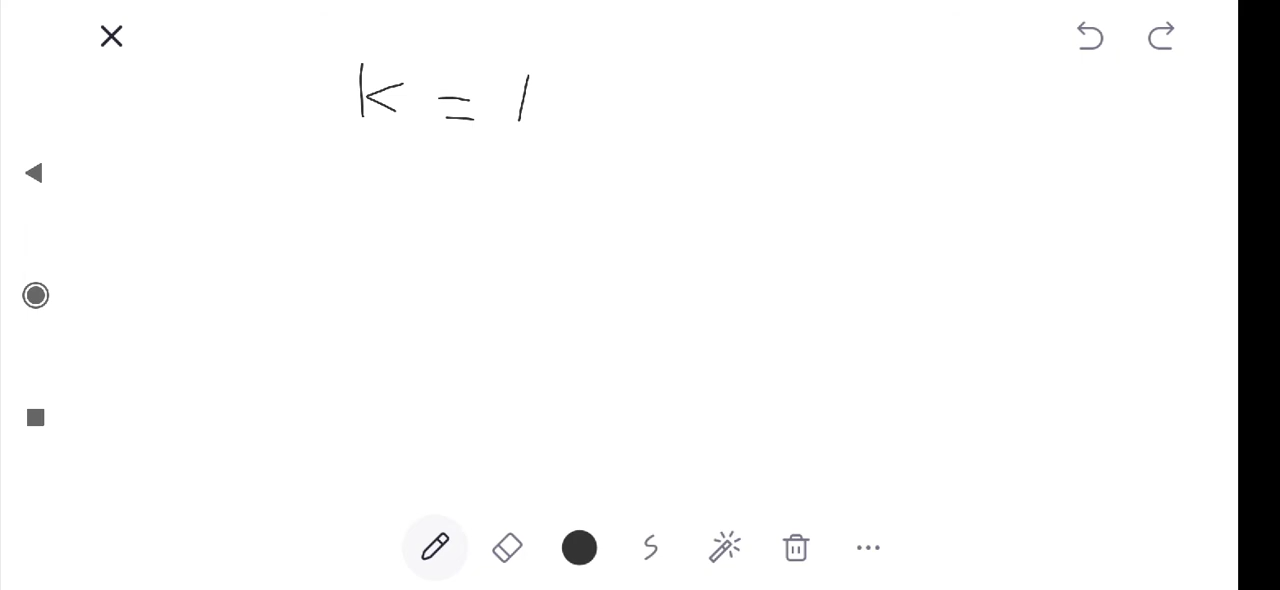 K = 1